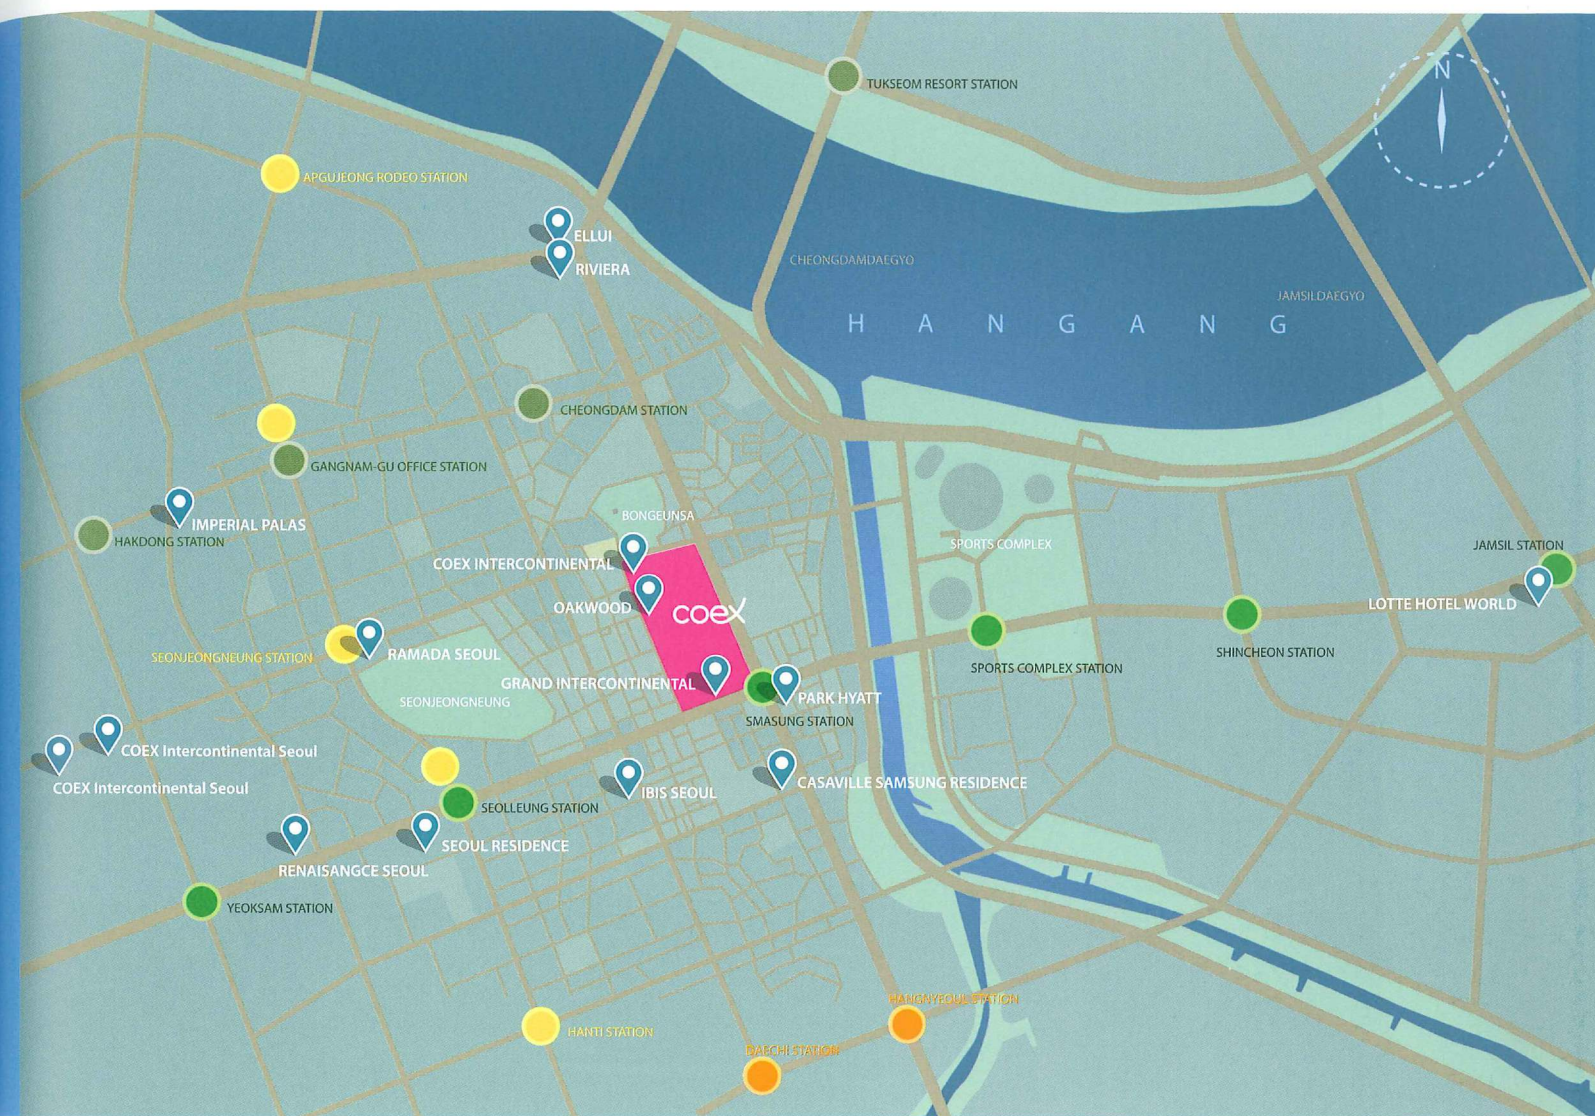 N
TUKSEOM RESORT STATION
APGUJEONG RODEO STATION
ELLUI
RIVIERA
CHEONGDAMDAEGYO
JAMSILDAEGYO
H A N G A N G
CHEONGDAM STATION
GANGNAM-GU OFFICE STATION
IMPERIAL PALAS
HAKDONG STATION
BONGEUNSA
SPORTS COMPLEX
JAMSIL STATION
COEX INTERCONTINENTAL
OAKWOOD
coex
LOTTE HOTEL WORLD
SEONJEONGNEUNG STATION
RAMADA SEOUL
SHINCHEON STATION
SPORTS COMPLEX STATION
GRAND INTERCONTINENTAL
PARK HYATT
SEONJEONGNEUNG
SMASUNG STATION
COEX Intercontinental Seoul
COEX Intercontinental Seoul
CASAVILLE SAMSUNG RESIDENCE
IBIS SEOUL
SEOLLEUNG STATION
SEOUL RESIDENCE
RENAISANGCE SEOUL
YEOKSAM STATION
HANGNYEOUL STATION
HANTI STATION
DAECHI STATION